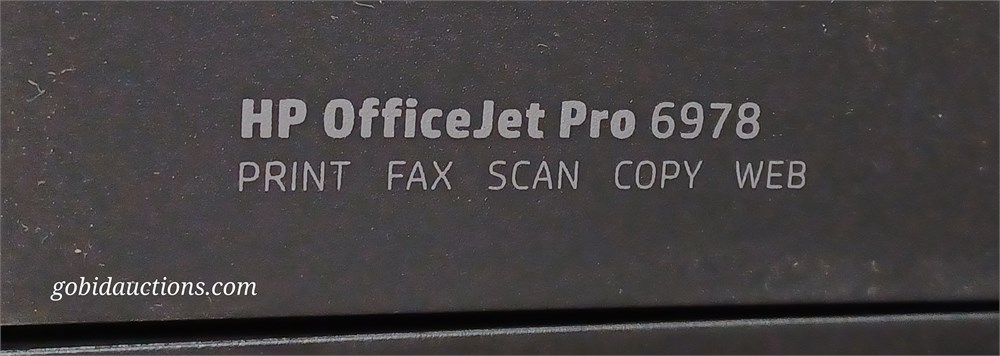 HP OfficeJet Pro 6978
PRINT FAX SCAN COPY WEB
gobidauctions.com